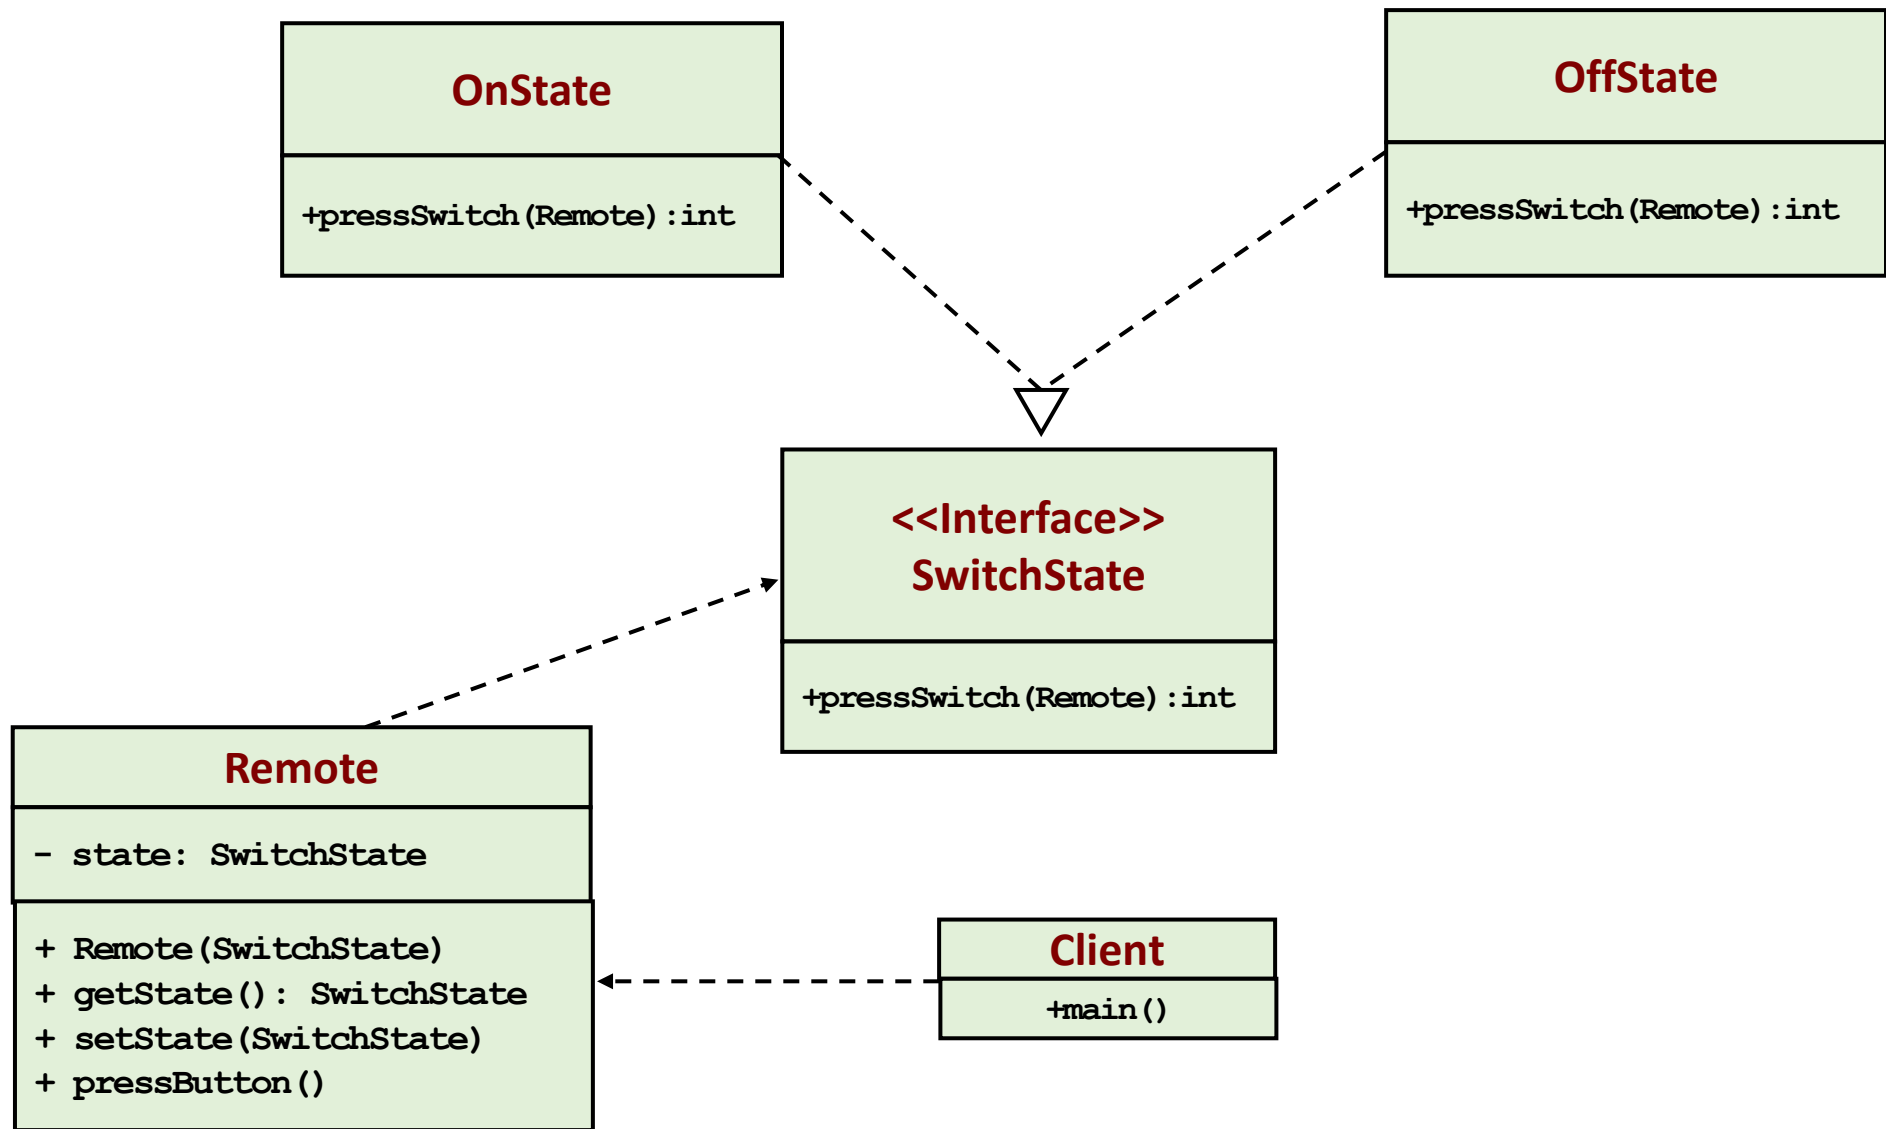 OnState
+pressSwitch(Remote):int
OffState
+pressSwitch(Remote):int
<<Interface>>
SwitchState
+pressSwitch(Remote):int
Remote
- state: SwitchState
+ Remote(SwitchState)
+ getState(): SwitchState
+ setState(SwitchState)
+ pressButton()
Client
+main()